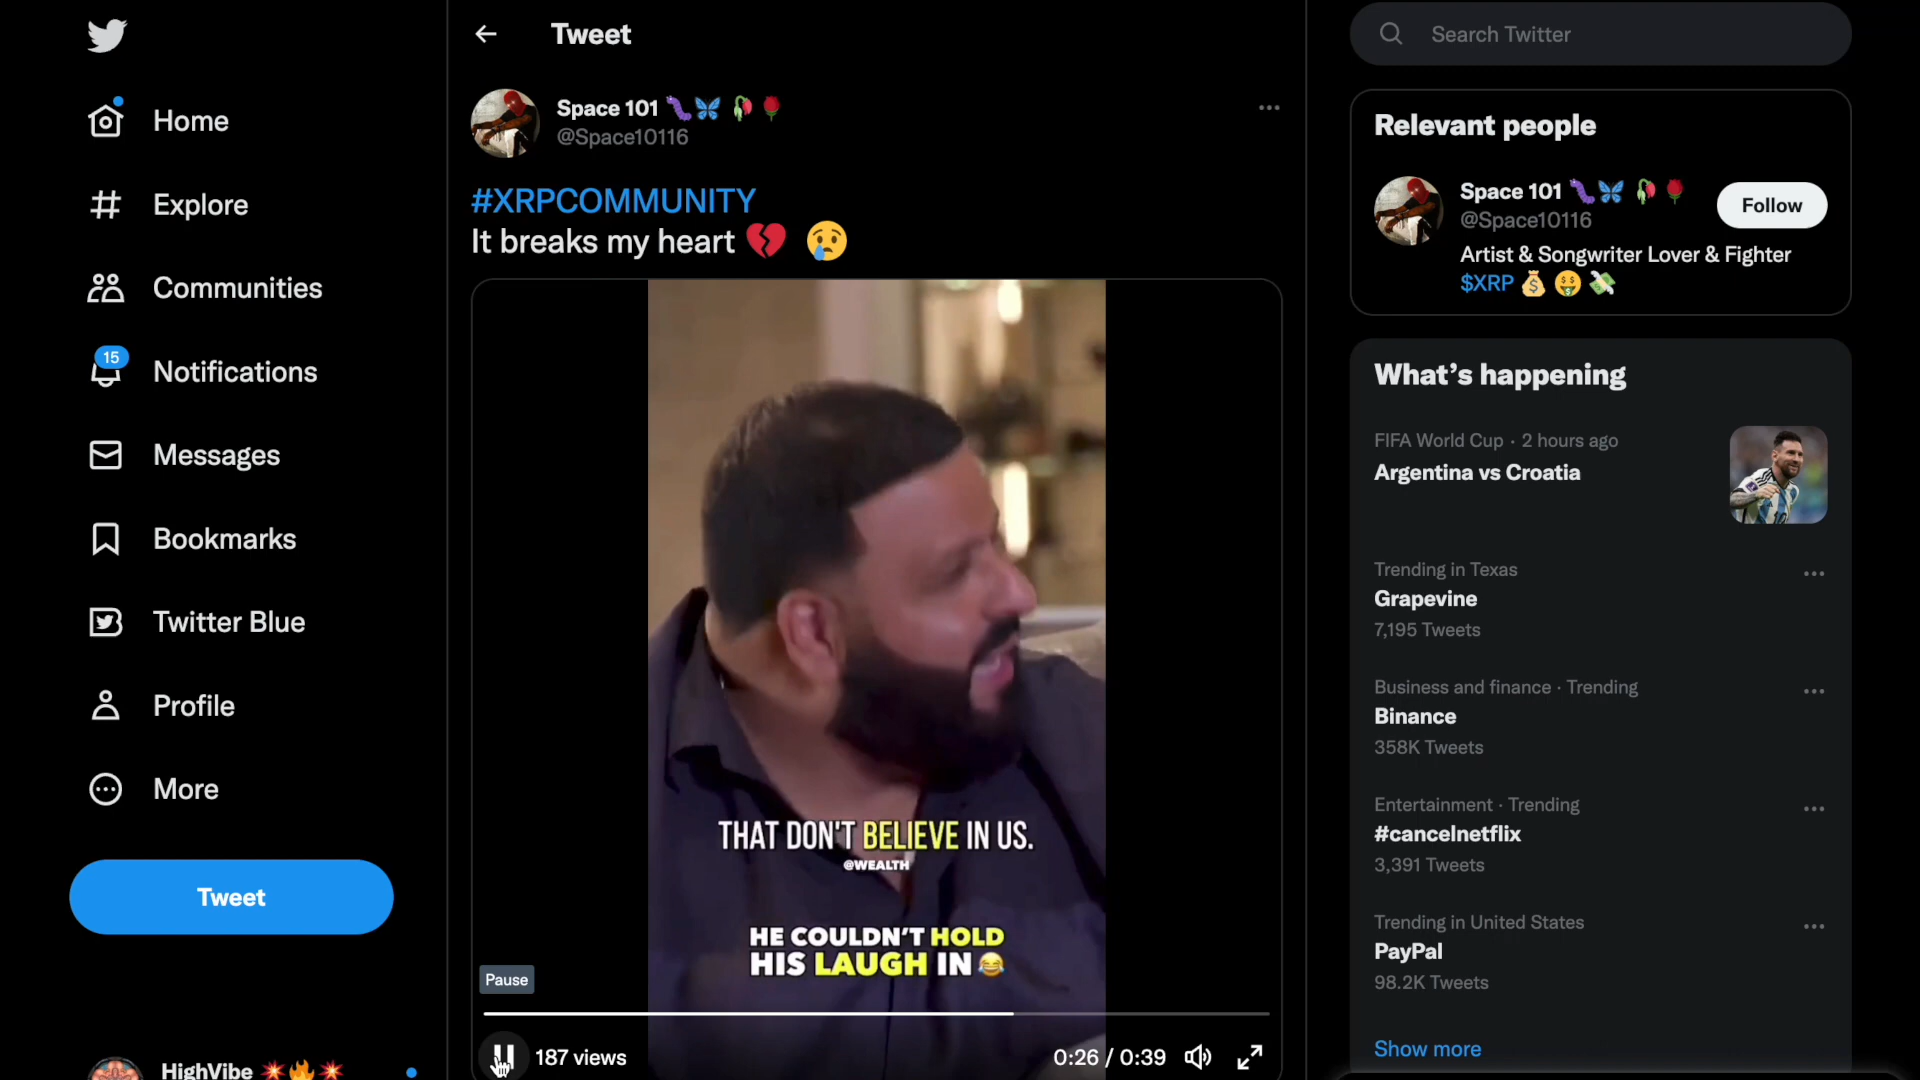 Home
Explore
Communities
15
Notifications
Messages
Bookmarks
Twitter Blue
Profile
More
Tweet
HighVibe 💥🔥💥
Tweet
Space 101 🐛🦋 🥀🌹
@Space10116
#XRPCOMMUNITY
It breaks my heart 💔 😢
THAT DON'T BELIEVE IN US.
@WEALTH
HE COULDN'T HOLD
HIS LAUGH IN 😂
Pause
187 views
0:26 / 0:39
Search Twitter
Relevant people
Space 101 🐛🦋 🥀🌹
@Space10116
Follow
Artist & Songwriter Lover & Fighter
$XRP 💰 🤑 💸
What's happening
FIFA World Cup · 2 hours ago
Argentina vs Croatia
Trending in Texas
Grapevine
7,195 Tweets
Business and finance · Trending
Binance
358K Tweets
Entertainment · Trending
#cancelnetflix
3,391 Tweets
Trending in United States
PayPal
98.2K Tweets
Show more